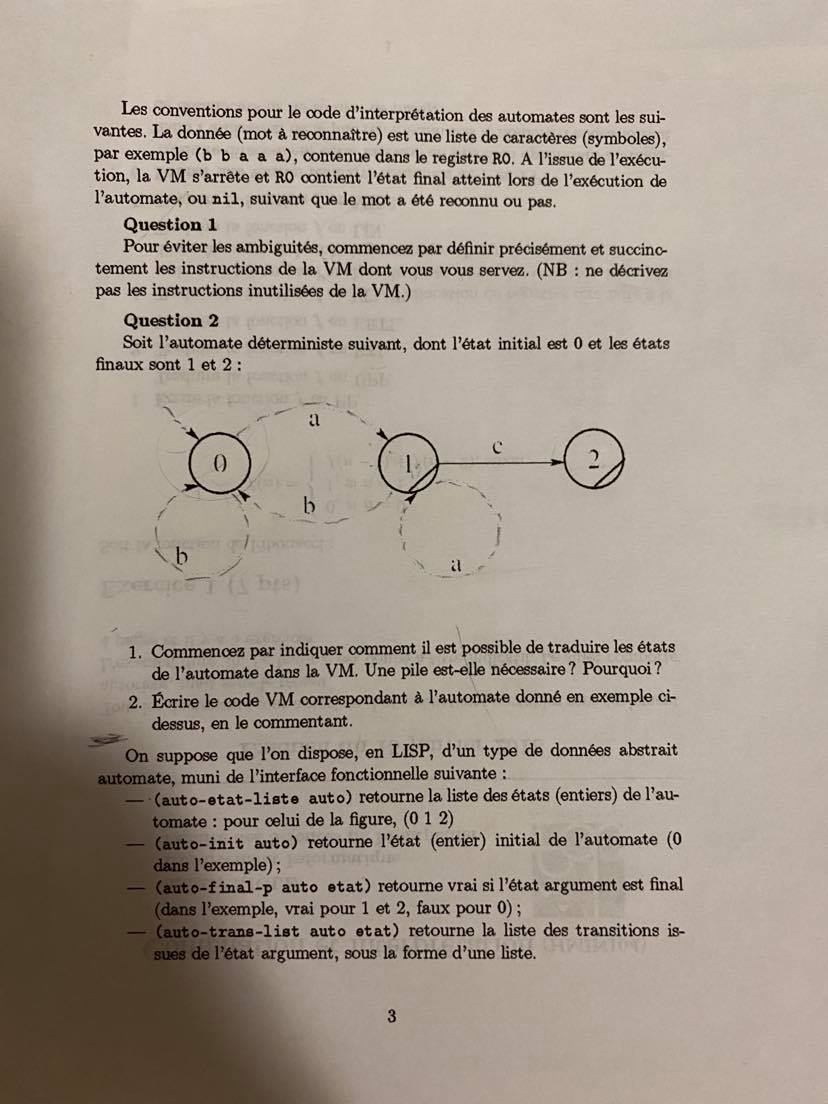 Les conventions pour le code d'interprétation des automates sont les sui-
vantes. La donnée (mot à reconnaître) est une liste de caractères (symboles),
par exemple (b b a a a), contenue dans le registre R0. A l'issue de l'exécu-
tion, la VM s'arrête et R0 contient l'état final atteint lors de l'exécution de
l'automate, ou nil, suivant que le mot a été reconnu ou pas.
Question 1
Pour éviter les ambiguités, commencez par définir précisément et succinc-
tement les instructions de la VM dont vous vous servez. (NB : ne décrivez
pas les instructions inutilisées de la VM.)
Question 2
Soit l'automate déterministe suivant, dont l'état initial est 0 et les états
finaux sont 1 et 2 :
a
c
0
1
2
b
b
a
1. Commencez par indiquer comment il est possible de traduire les états
de l'automate dans la VM. Une pile est-elle nécessaire ? Pourquoi ?
2. Écrire le code VM correspondant à l'automate donné en exemple ci-
dessus, en le commentant.
On suppose que l'on dispose, en LISP, d'un type de données abstrait
automate, muni de l'interface fonctionnelle suivante :
— (auto-etat-liste auto) retourne la liste des états (entiers) de l'au-
tomate : pour celui de la figure, (0 1 2)
— (auto-init auto) retourne l'état (entier) initial de l'automate (0
dans l'exemple) ;
— (auto-final-p auto etat) retourne vrai si l'état argument est final
(dans l'exemple, vrai pour 1 et 2, faux pour 0) ;
— (auto-trans-list auto etat) retourne la liste des transitions is-
sues de l'état argument, sous la forme d'une liste.
3